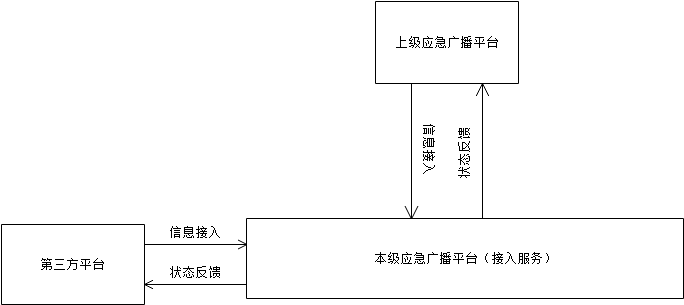 上级应急广播平台
信息接入
状态反馈
信息接入
第三方平台
状态反馈
本级应急广播平台（接入服务）